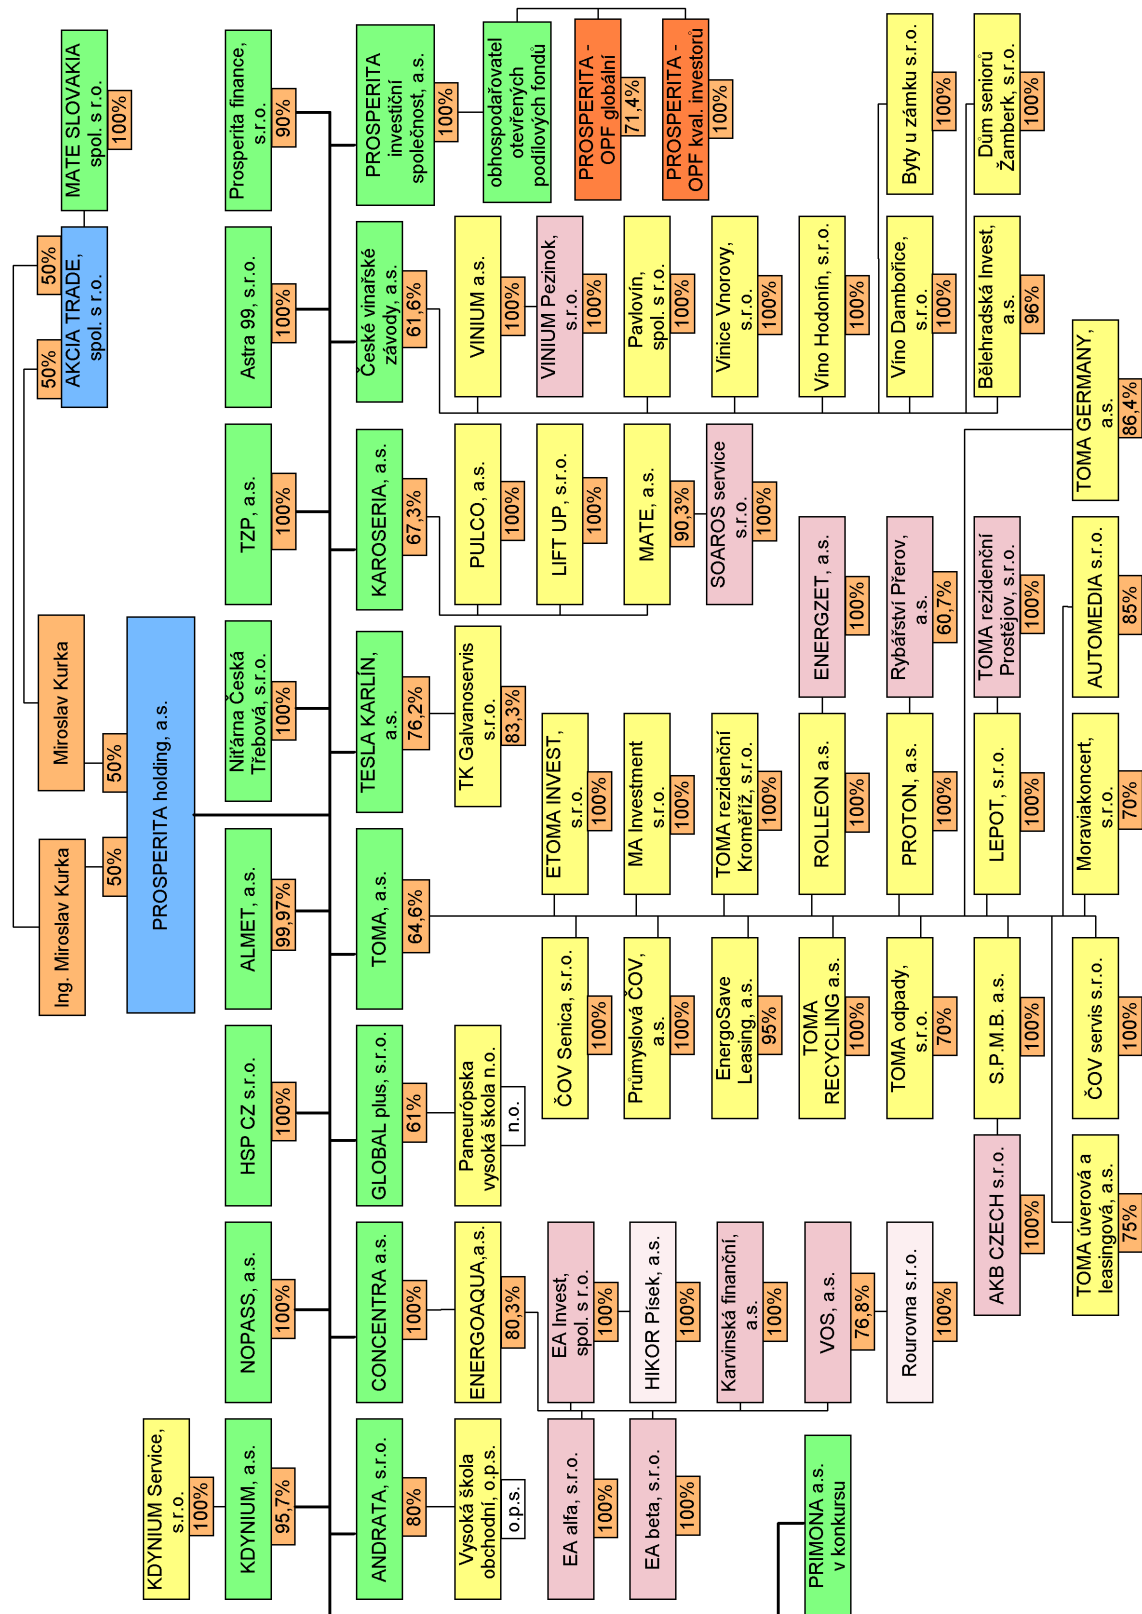 Ing. Miroslav Kurka
Miroslav Kurka
50%
50%
50%
50%
PROSPERITA holding, a.s.
AKCIA TRADE,
spol. s r.o.
MATE SLOVAKIA
spol. s r.o.
100%
KDYNIUM Service,
s.r.o.
100%
KDYNIUM, a.s.
95,7%
NOPASS, a.s.
100%
HSP CZ s.r.o.
100%
ALMET, a.s.
99,97%
Niťárna Česká
Třebová, s.r.o.
100%
TZP, a.s.
100%
Astra 99, s.r.o.
100%
Prosperita finance,
s.r.o.
90%
ANDRATA, s.r.o.
80%
CONCENTRA a.s.
100%
GLOBAL plus, s.r.o.
61%
TOMA, a.s.
64,6%
TESLA KARLÍN,
a.s.
76,2%
KAROSERIA, a.s.
67,3%
České vinařské
závody, a.s.
61,6%
PROSPERITA
investiční
společnost, a.s.
100%
Vysoká škola
obchodní, o.p.s.
o.p.s.
ENERGOAQUA,a.s.
80,3%
Paneurópska
vysoká škola n.o.
n.o.
TK Galvanoservis
s.r.o.
83,3%
PULCO, a.s.
100%
VINIUM a.s.
100%
obhospodařovatel
otevřených
podílových fondů
EA alfa, s.r.o.
100%
EA Invest,
spol. s r.o.
100%
ČOV Senica, s.r.o.
100%
ETOMA INVEST,
s.r.o.
100%
LIFT UP, s.r.o.
100%
VINIUM Pezinok,
s.r.o.
100%
PROSPERITA -
OPF globální
71,4%
EA beta, s.r.o.
100%
HIKOR Písek, a.s.
100%
Průmyslová ČOV,
a.s.
100%
MA Investment
s.r.o.
100%
MATE, a.s.
90,3%
Pavlovín,
spol. s r.o.
100%
PROSPERITA -
OPF kval. investorů
100%
Karvinská finanční,
a.s.
100%
EnergoSave
Leasing, a.s.
95%
TOMA rezidenční
Kroměříž, s.r.o.
100%
SOAROS service
s.r.o.
100%
Vinice Vnorovy,
s.r.o.
100%
PRIMONA a.s.
v konkursu
VOS, a.s.
76,8%
TOMA
RECYCLING a.s.
100%
ROLLEON a.s.
100%
ENERGZET, a.s.
100%
Víno Hodonín, s.r.o.
100%
Rourovna s.r.o.
100%
TOMA odpady,
s.r.o.
70%
PROTON, a.s.
100%
Rybářství Přerov,
a.s.
60,7%
Víno Dambořice,
s.r.o.
100%
Byty u zámku s.r.o.
100%
AKB CZECH s.r.o.
100%
S.P.M.B. a.s.
100%
LEPOT, s.r.o.
100%
TOMA rezidenční
Prostějov, s.r.o.
100%
Bělehradská Invest,
a.s.
96%
Dům seniorů
Žamberk, s.r.o.
100%
TOMA úverová a
leasingová, a.s.
75%
ČOV servis s.r.o.
100%
Moraviakoncert,
s.r.o.
70%
AUTOMEDIA s.r.o.
85%
TOMA GERMANY,
a.s.
86,4%